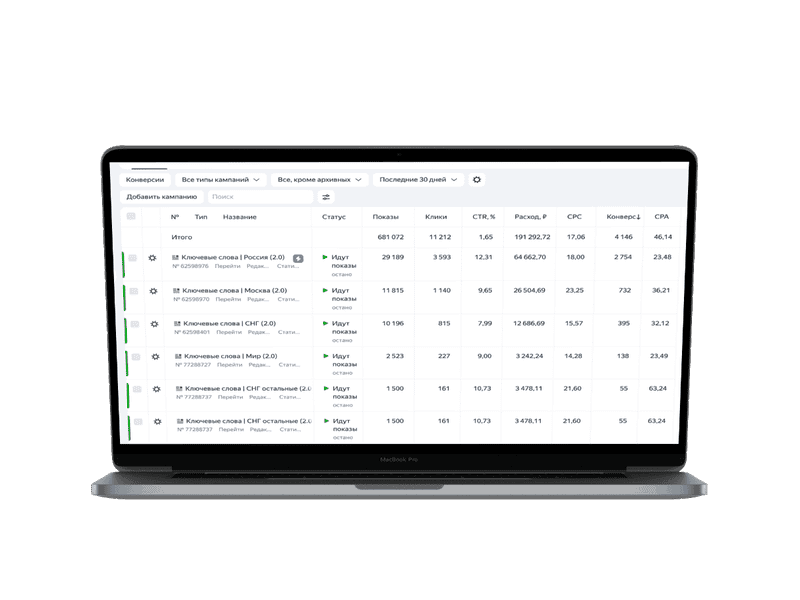 Конверсии Все типы кампаний Все, кроме архивных Последние 30 дней
Добавить кампанию Поиск
№ Тип Название Статус Показы Клики CTR, % Расход, ₽ CPC Конверс↓ CPA
Итого 681 072 11 212 1,65 191 292,72 17,06 4 146 46,14
Ключевые слова | Россия (2.0) Идут 29 189 3 593 12,31 64 662,70 18,00 2 754 23,48
№ 62598976 Перейти Редак... Стати... показы
остано
Ключевые слова | Москва (2.0) Идут 11 815 1 140 9,65 26 504,69 23,25 732 36,21
№ 62598970 Перейти Редак... Стати... показы
остано
Ключевые слова | СНГ (2.0) Идут 10 196 815 7,99 12 686,69 15,57 395 32,12
№ 62598401 Перейти Редак... Стати... показы
остано
Ключевые слова | Мир (2.0) Идут 2 523 227 9,00 3 242,24 14,28 138 23,49
№ 77288727 Перейти Редак... Стати... показы
остано
Ключевые слова | СНГ остальные (2.0 Идут 1 500 161 10,73 3 478,11 21,60 55 63,24
№ 77288737 Перейти Редак... Стати... показы
остано
Ключевые слова | СНГ остальные (2.0 Идут 1 500 161 10,73 3 478,11 21,60 55 63,24
№ 77288737 Перейти Редак... Стати... показы
остано
MacBook Pro